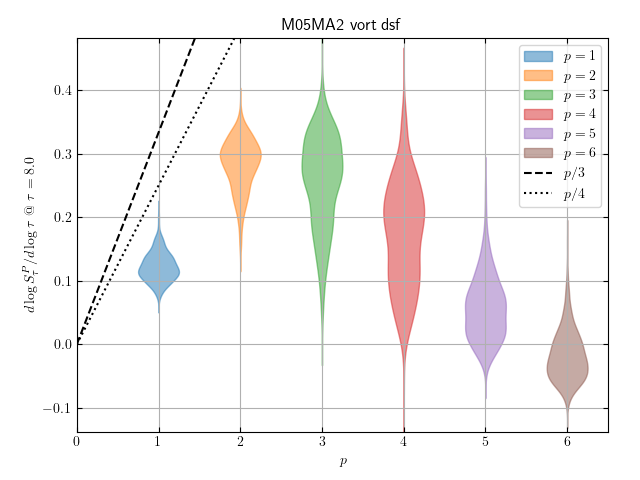 M05MA2 vort dsf
d log S_τ^P / d log τ @ τ = 8.0
0.4
0.3
0.2
0.1
0.0
−0.1
0 1 2 3 4 5 6
p
p = 1
p = 2
p = 3
p = 4
p = 5
p = 6
p/3
p/4